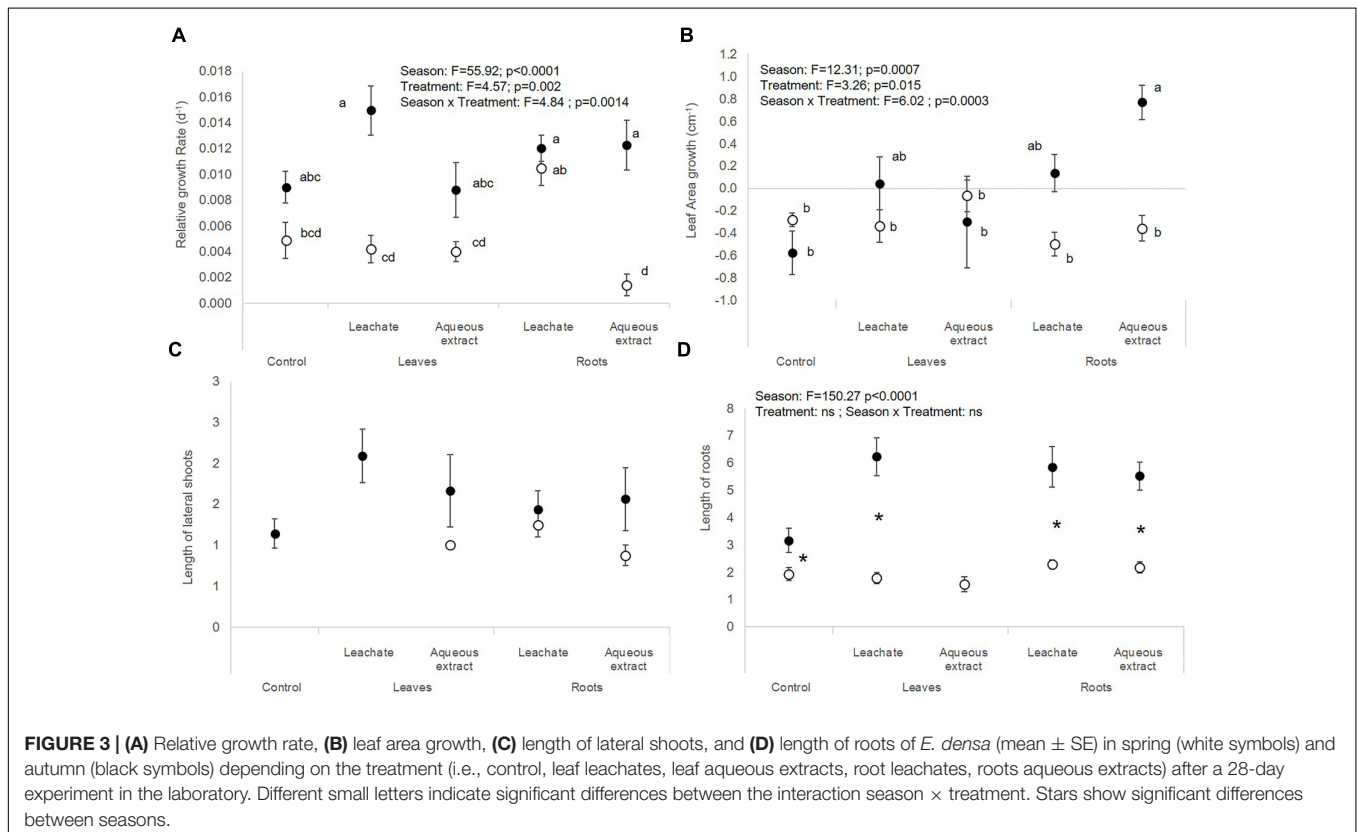 A
Season: F=55.92; p<0.0001
Treatment: F=4.57; p=0.002
Season x Treatment: F=4.84 ; p=0.0014
Relative growth Rate (d⁻¹)
0.018
0.016
0.014
0.012
0.010
0.008
0.006
0.004
0.002
0.000
abc
bcd
a
cd
abc
cd
a
ab
a
d
Leachate
Aqueous extract
Leachate
Aqueous extract
Control
Leaves
Roots
B
Season: F=12.31; p=0.0007
Treatment: F=3.26; p=0.015
Season x Treatment: F=6.02 ; p=0.0003
Leaf Area growth (cm⁻¹)
1.2
1.0
0.8
0.6
0.4
0.2
0.0
-0.2
-0.4
-0.6
-0.8
-1.0
b
b
ab
b
b
b
ab
b
a
b
Leachate
Aqueous extract
Leachate
Aqueous extract
Control
Leaves
Roots
C
Length of lateral shoots
3
3
2
2
1
1
0
Leachate
Aqueous extract
Leachate
Aqueous extract
Control
Leaves
Roots
D
Season: F=150.27 p<0.0001
Treatment: ns ; Season x Treatment: ns
Length of roots
8
7
6
5
4
3
2
1
0
*
*
*
*
Leachate
Aqueous extract
Leachate
Aqueous extract
Control
Leaves
Roots
FIGURE 3 | (A) Relative growth rate, (B) leaf area growth, (C) length of lateral shoots, and (D) length of roots of E. densa (mean ± SE) in spring (white symbols) and
autumn (black symbols) depending on the treatment (i.e., control, leaf leachates, leaf aqueous extracts, root leachates, roots aqueous extracts) after a 28-day
experiment in the laboratory. Different small letters indicate significant differences between the interaction season × treatment. Stars show significant differences
between seasons.